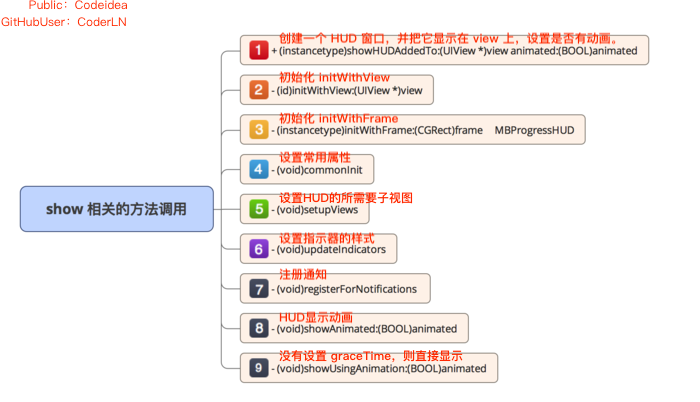 Public：Codeidea
GitHubUser：CoderLN
创建一个 HUD 窗口，并把它显示在 view 上，设置是否有动画。
1 + (instancetype)showHUDAddedTo:(UIView *)view animated:(BOOL)animated
初始化 initWithView
2 - (id)initWithView:(UIView *)view
初始化 initWithFrame
3 - (instancetype)initWithFrame:(CGRect)frame MBProgressHUD
设置常用属性
4 - (void)commonInit
show 相关的方法调用
设置HUD的所需要子视图
5 - (void)setupViews
设置指示器的样式
6 - (void)updateIndicators
注册通知
7 - (void)registerForNotifications
HUD显示动画
8 - (void)showAnimated:(BOOL)animated
没有设置 graceTime，则直接显示
9 - (void)showUsingAnimation:(BOOL)animated